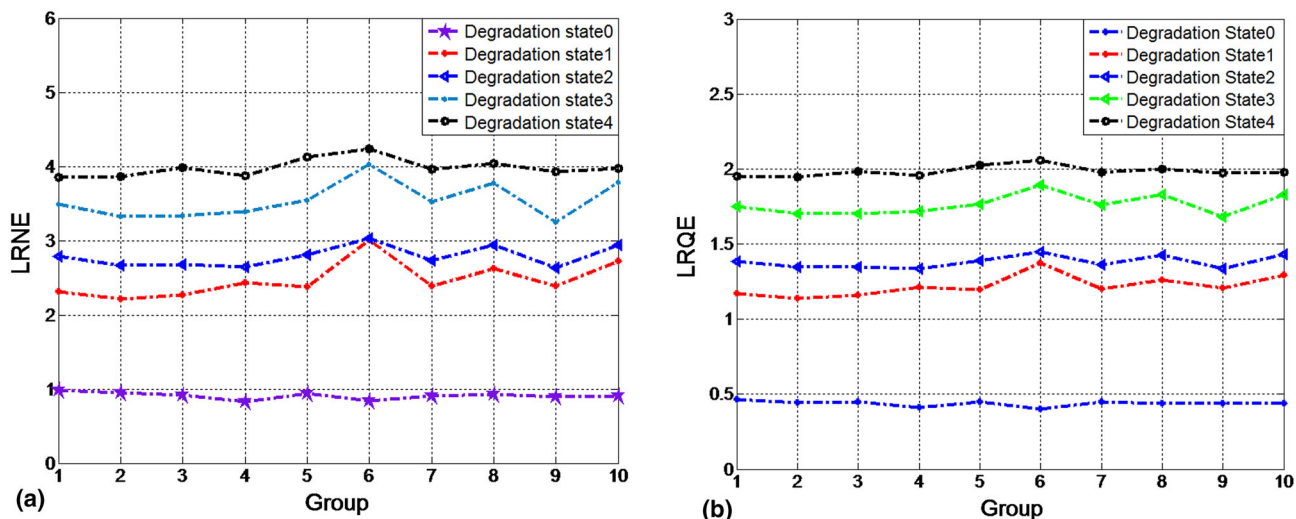 6
5
4
3
2
1
0
LRNE
Degradation state0
Degradation state1
Degradation state2
Degradation state3
Degradation state4
1 2 3 4 5 6 7 8 9 10
Group
(a)
3
2.5
2
1.5
1
0.5
0
LRQE
Degradation State0
Degradation State1
Degradation State2
Degradation State3
Degradation State4
1 2 3 4 5 6 7 8 9 10
Group
(b)